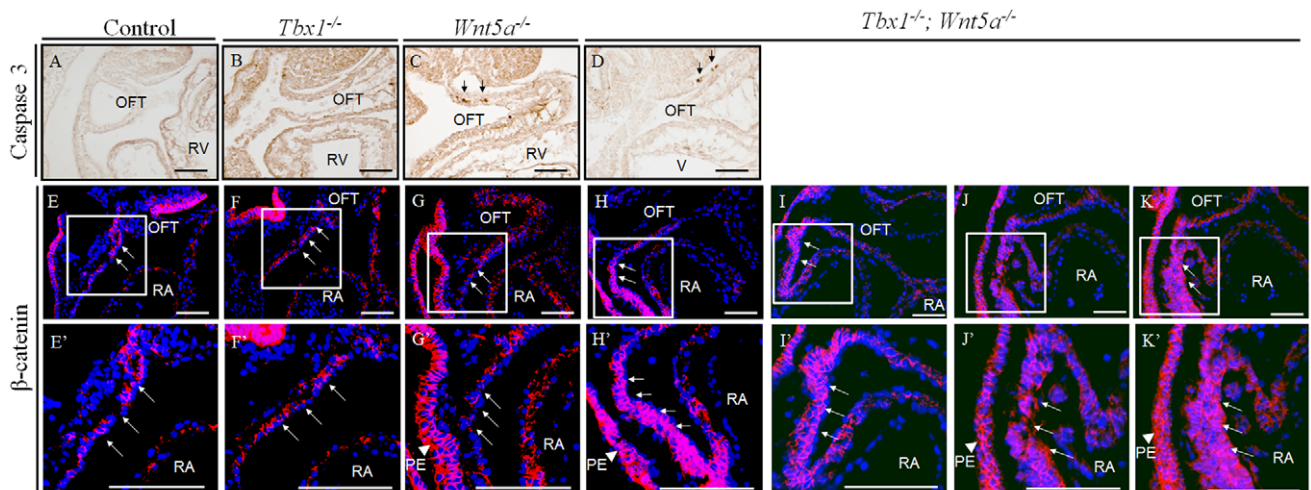 Control Tbx1-/- Wnt5a-/- Tbx1-/-; Wnt5a-/-
Caspase 3
A OFT RV
B OFT RV
C OFT RV
D OFT V
β-catenin
E OFT RA
F OFT RA
G OFT RA
H OFT RA
I OFT RA
J OFT RA
K OFT RA
E' RA
F' RA
G' PE RA
H' PE RA
I'
J' PE RA
K' PE RA